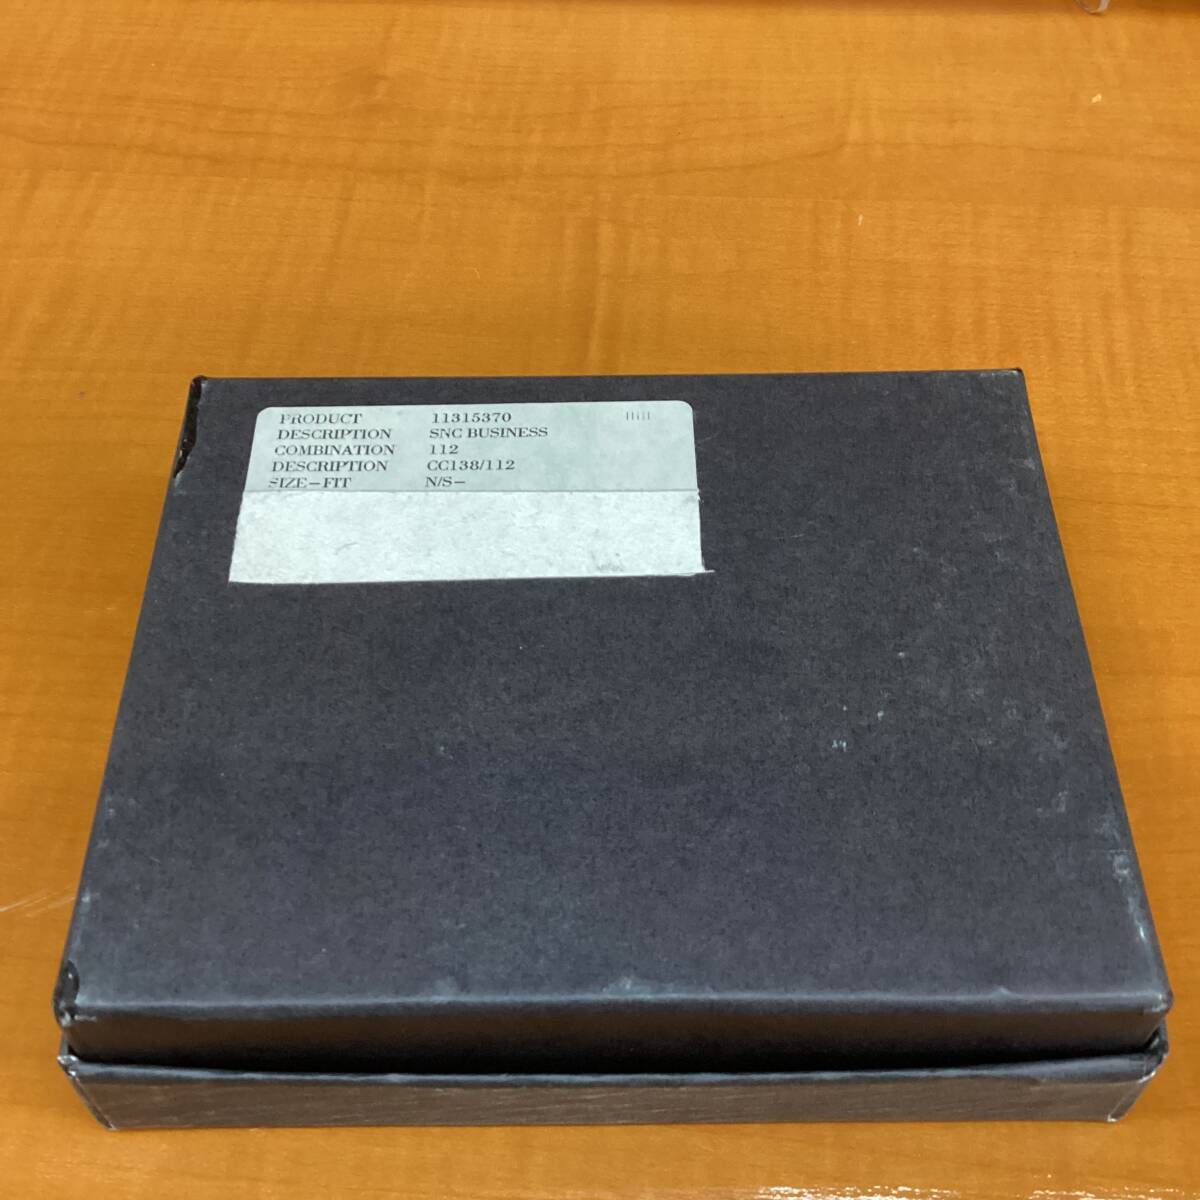 PRODUCT 11315370
DESCRIPTION SNC BUSINESS
COMBINATION 112
DESCRIPTION CC138/112
SIZE-FIT N/S-